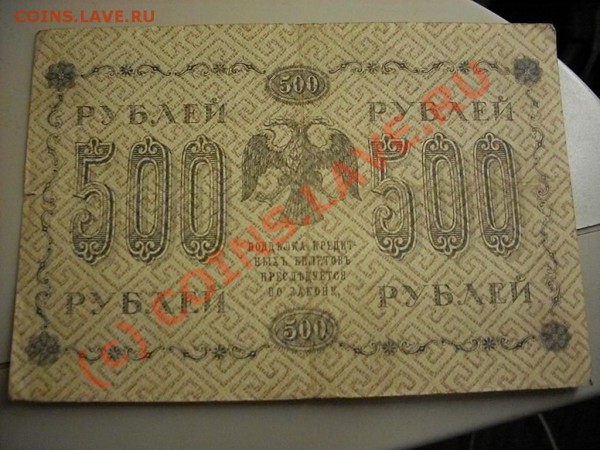 COINS.LAVE.RU
500
РУБЛЕЙ РУБЛЕЙ
500 500
ПОДДѢЛКА КРЕДИТ
НЫХЪ БИЛЕТОВЪ
ПРЕСЛѢДУЕТСЯ
ПО ЗАКОНУ.
РУБЛЕЙ РУБЛЕЙ
500
(c) COINS.LAVE.RU